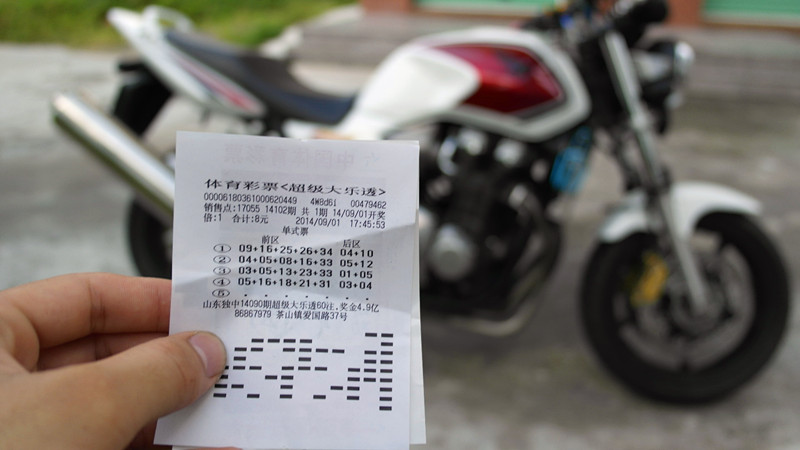 体育彩票<超级大乐透>
00006180361000620449 4W8d6i 00479462
销售点:17055 14102期 共1期 14/09/01开奖
倍:1 合计:8元 2014/09/01 17:45:53
单式票
前区 后区
① 09+16+25+26+34 04+10
② 04+05+08+16+33 05+12
③ 03+05+13+23+33 01+05
④ 05+16+18+21+31 03+04
⑤ . . . . . . .
山东独中14090期超级大乐透60注,奖金4.9亿
86867979 茶山镇爱国路37号